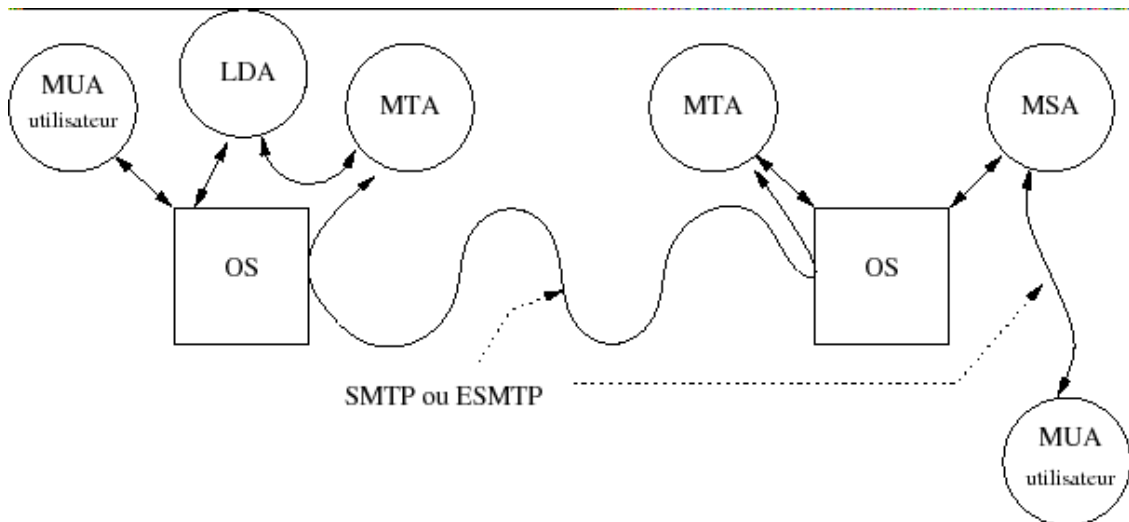 MUA
utilisateur
LDA
MTA
MTA
MSA
OS
OS
SMTP ou ESMTP
MUA
utilisateur